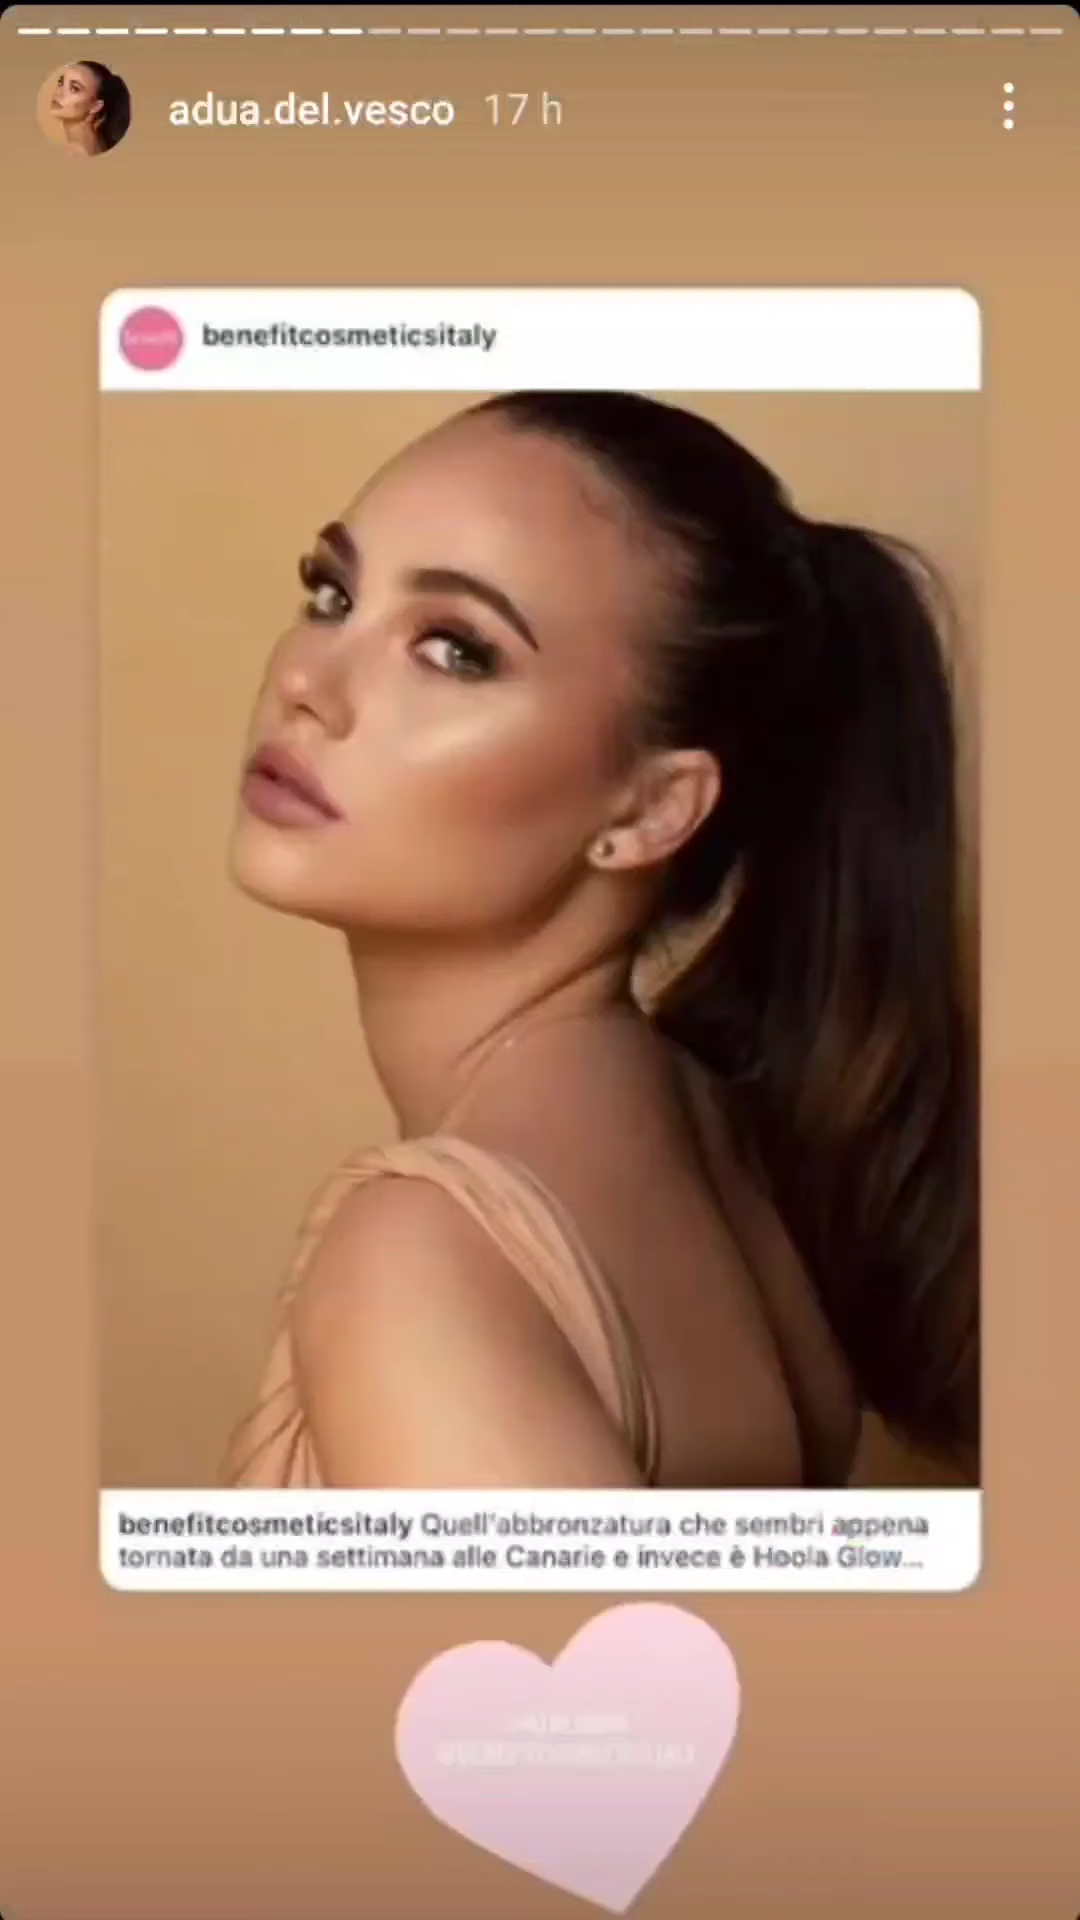 adua.del.vesco 17 h
benefitcosmeticsitaly
benefitcosmeticsitaly Quell'abbronzatura che sembri appena
tornata da una settimana alle Canarie e invece è Hoola Glow...